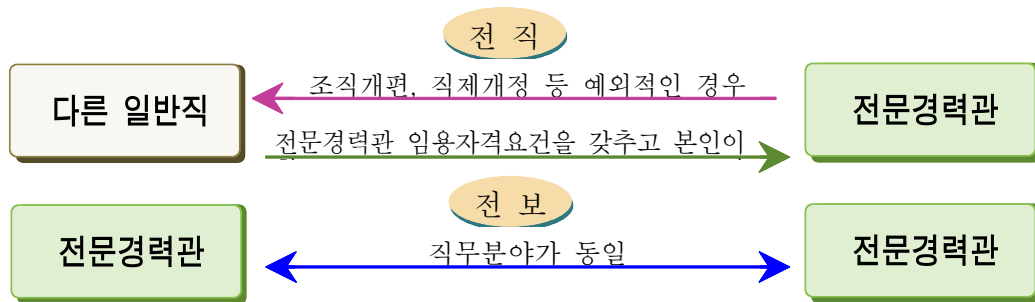 전 직
조직개편, 직제개정 등 예외적인 경우
다른 일반직
전문경력관
전문경력관 임용자격요건을 갖추고 본인이
전 보
전문경력관
직무분야가 동일
전문경력관